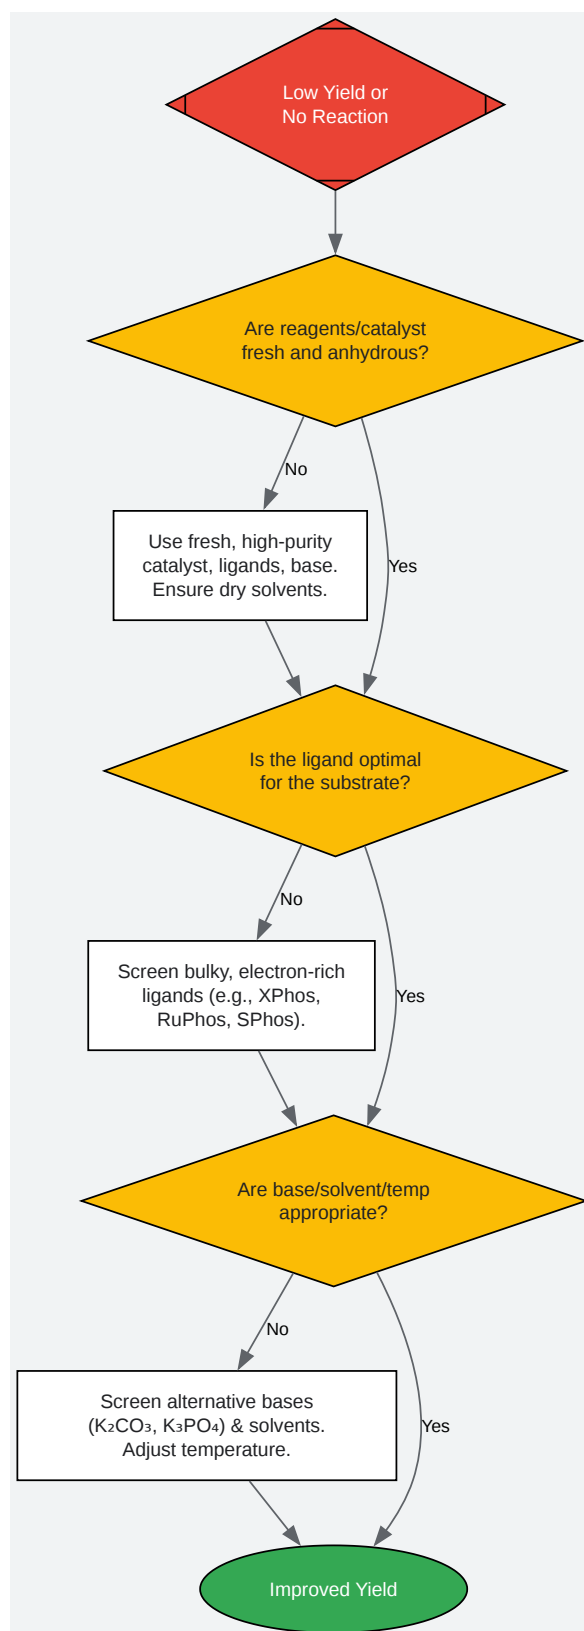 Low Yield or
No Reaction
Are reagents/catalyst
fresh and anhydrous?
No
Use fresh, high-purity
catalyst, ligands, base.
Ensure dry solvents.
Yes
Is the ligand optimal
for the substrate?
No
Screen bulky, electron-rich
ligands (e.g., XPhos,
RuPhos, SPhos).
Yes
Are base/solvent/temp
appropriate?
No
Screen alternative bases
(K₂CO₃, K₃PO₄) & solvents.
Adjust temperature.
Yes
Improved Yield